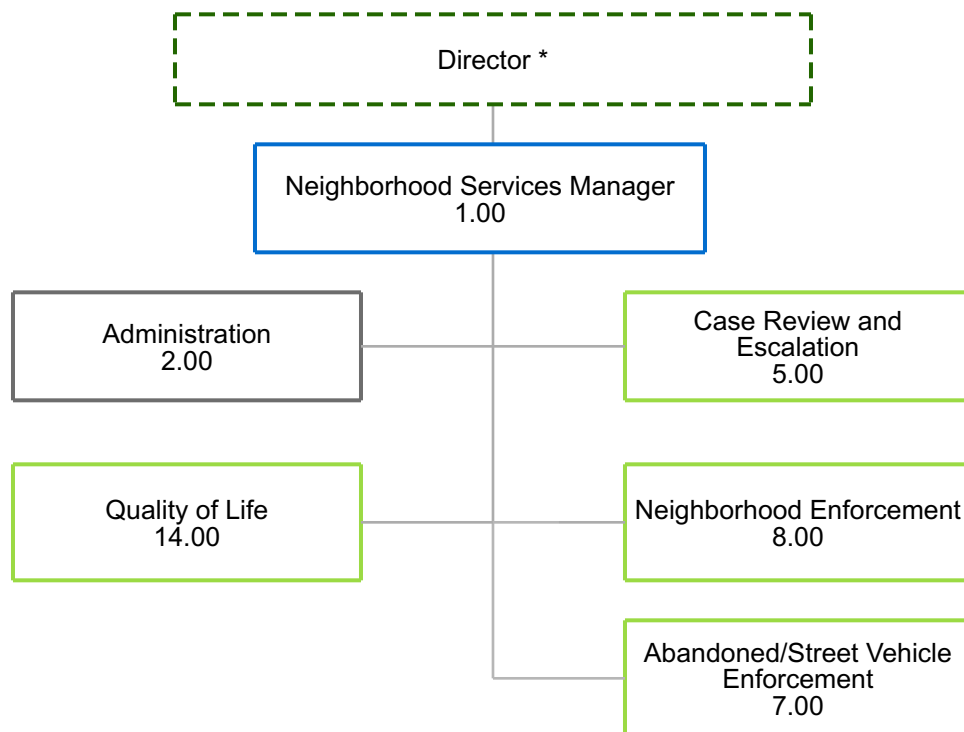 Director *
Neighborhood Services Manager
1.00
Administration
2.00
Case Review and
Escalation
5.00
Quality of Life
14.00
Neighborhood Enforcement
8.00
Abandoned/Street Vehicle
Enforcement
7.00